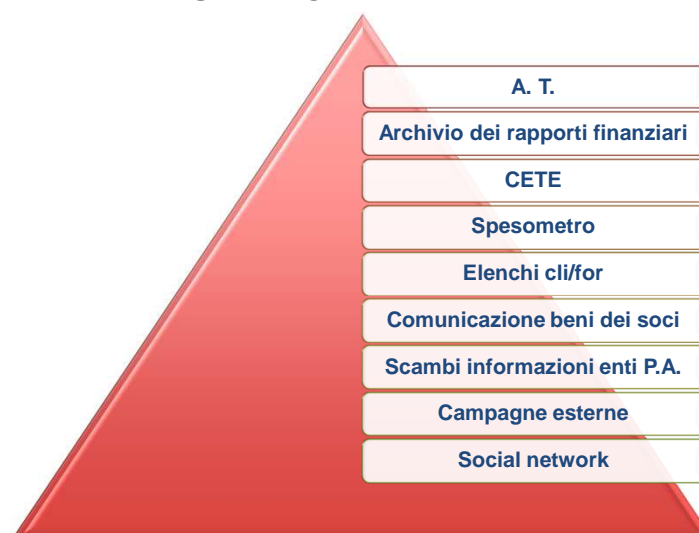 A. T.
Archivio dei rapporti finanziari
CETE
Spesometro
Elenchi cli/for
Comunicazione beni dei soci
Scambi informazioni enti P.A.
Campagne esterne
Social network